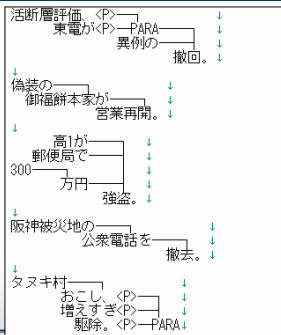 活断層評価、<P>
東電が<P>─PARA
異例の
撤回。↓
↓
偽装の
御福餅本家が
営業再開。↓
↓
高1が
郵便局で
300
万円
強盗。↓
↓
阪神被災地の
公衆電話を
撤去。↓
↓
タヌキ村
おこし、<P>
増えすぎ<P>
駆除。<P>─PARA↓